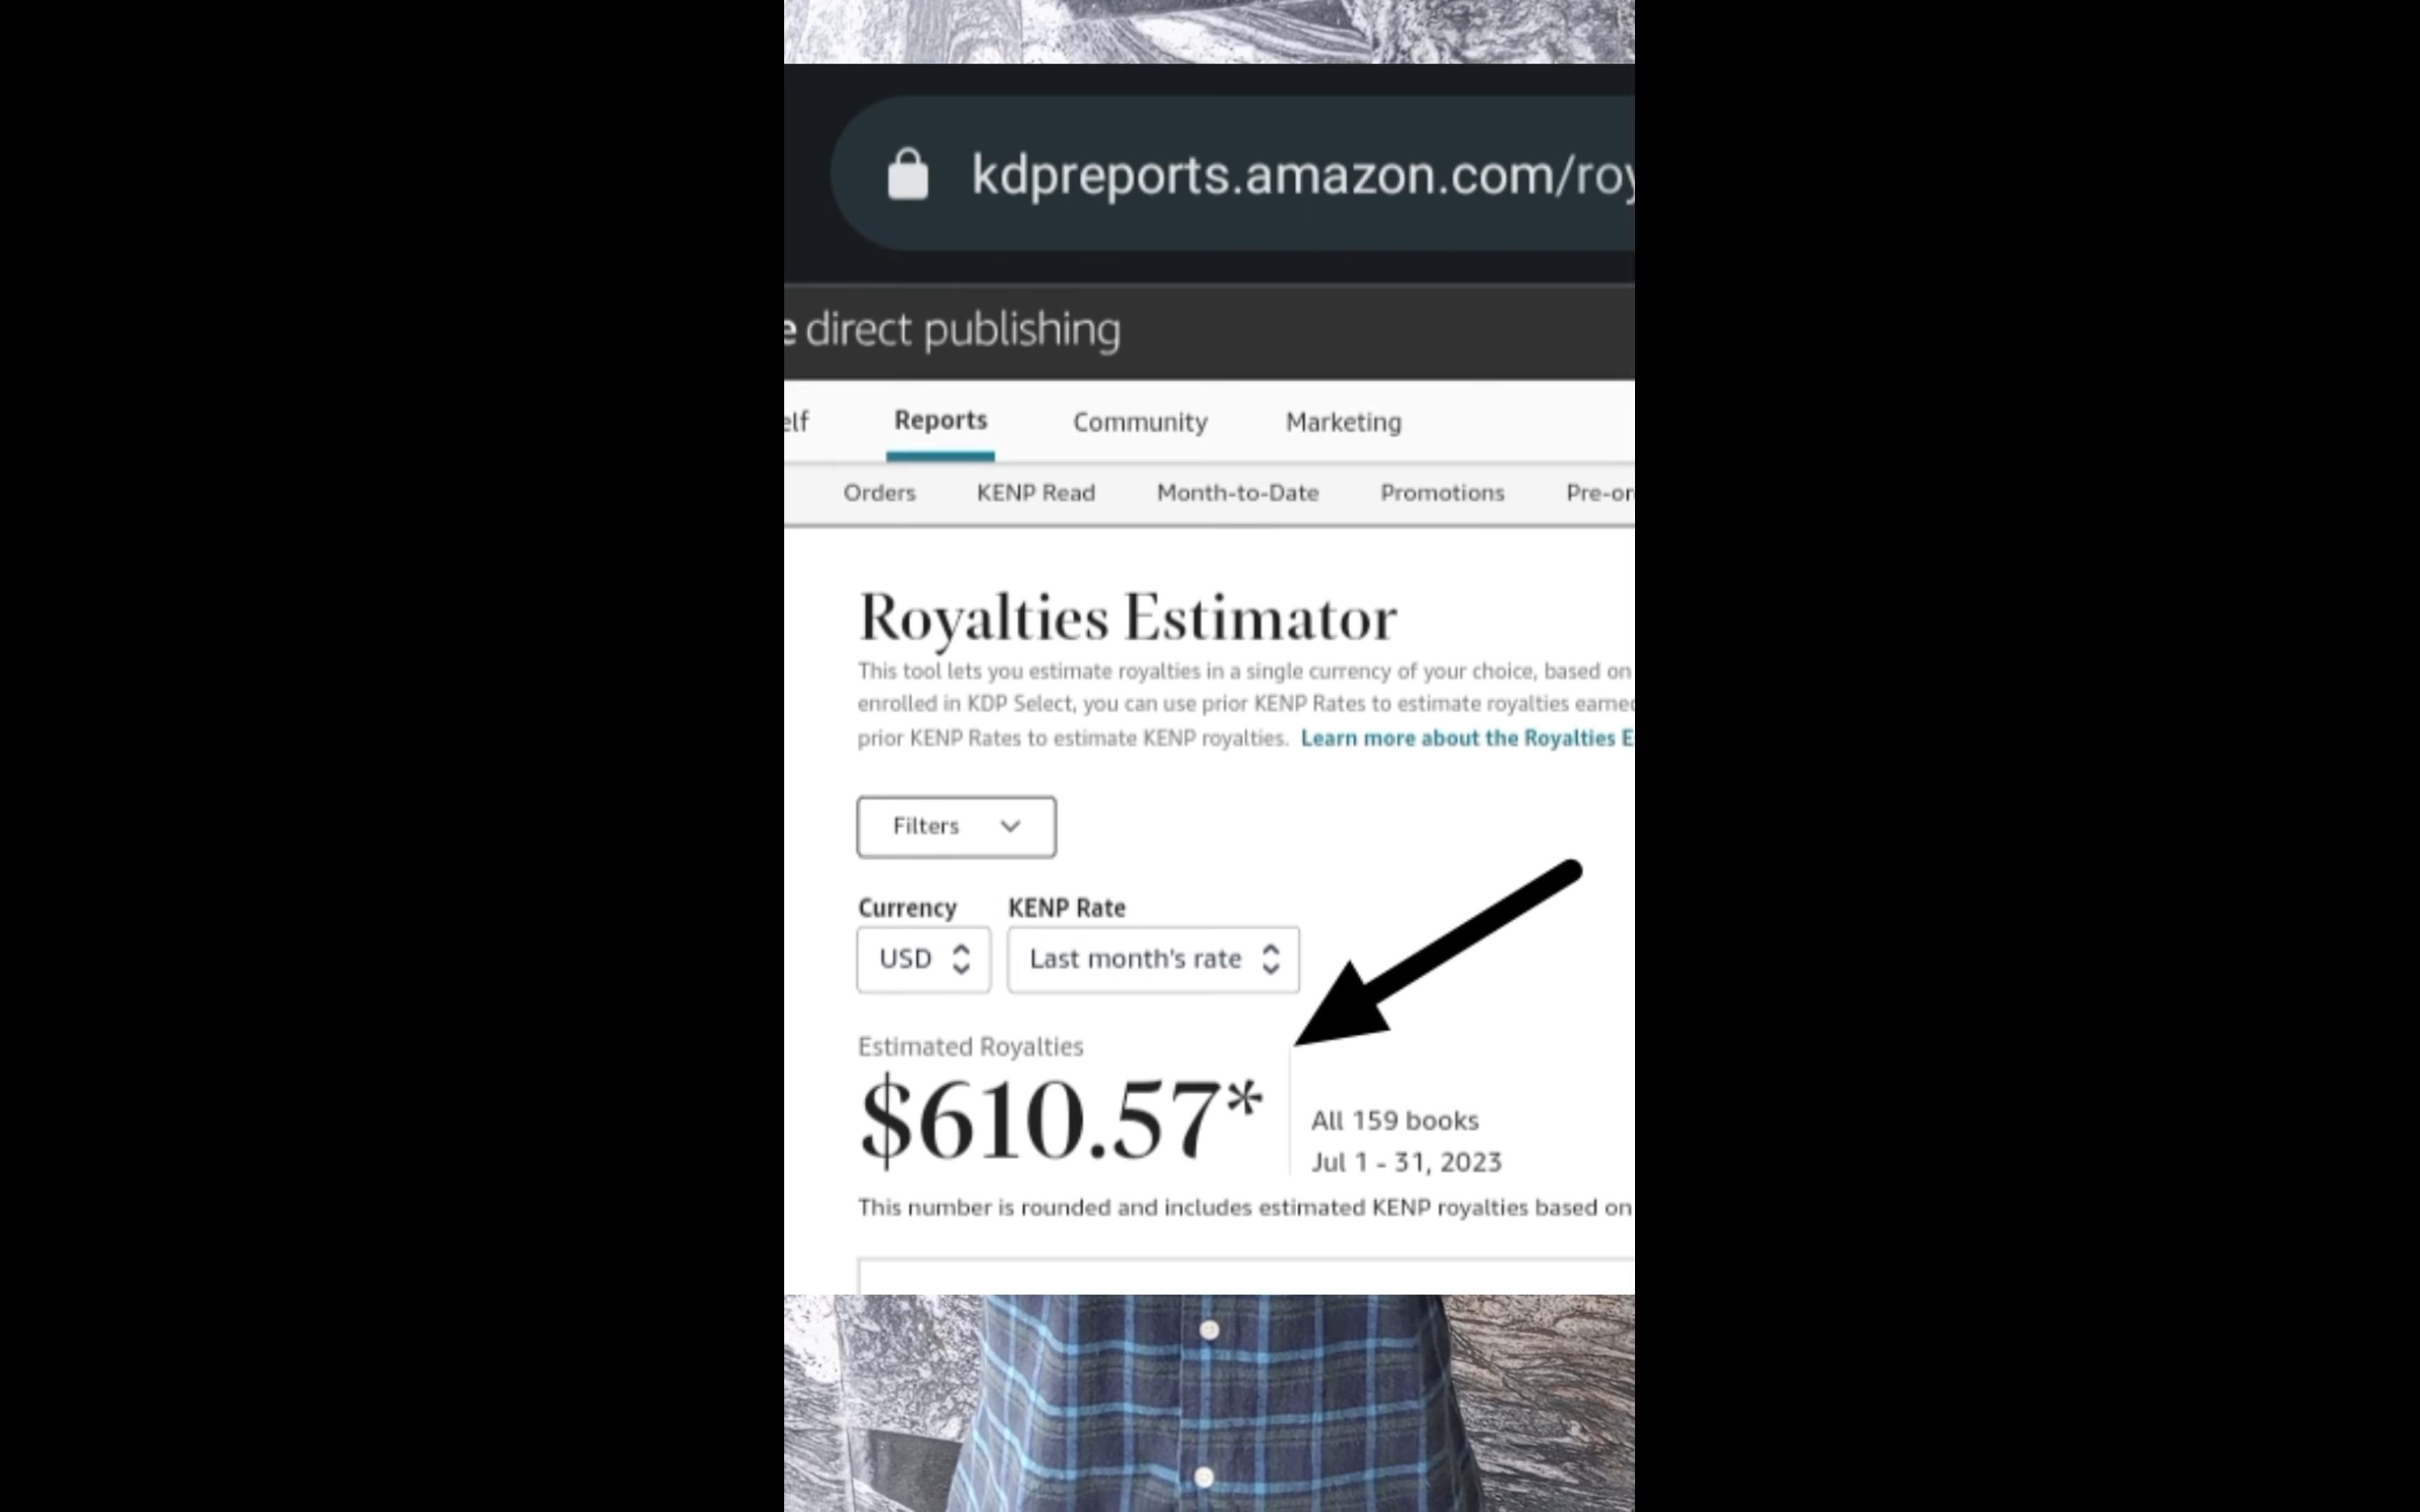 kdpreports.amazon.com/roy
e direct publishing
elf Reports Community Marketing
Orders KENP Read Month-to-Date Promotions Pre-or
Royalties Estimator
This tool lets you estimate royalties in a single currency of your choice, based on
enrolled in KDP Select, you can use prior KENP Rates to estimate royalties earned
prior KENP Rates to estimate KENP royalties. Learn more about the Royalties E
Filters
Currency KENP Rate
USD Last month's rate
Estimated Royalties
$610.57*
All 159 books
Jul 1 - 31, 2023
This number is rounded and includes estimated KENP royalties based on